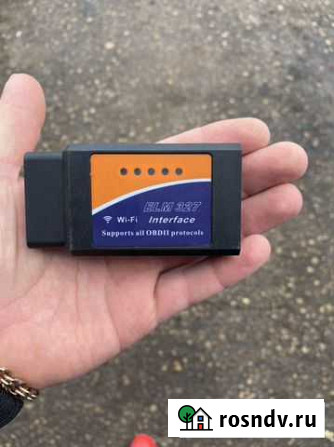 ELM 327
Wi-Fi Interface
Supports all OBDII protocols
rosndv.ru